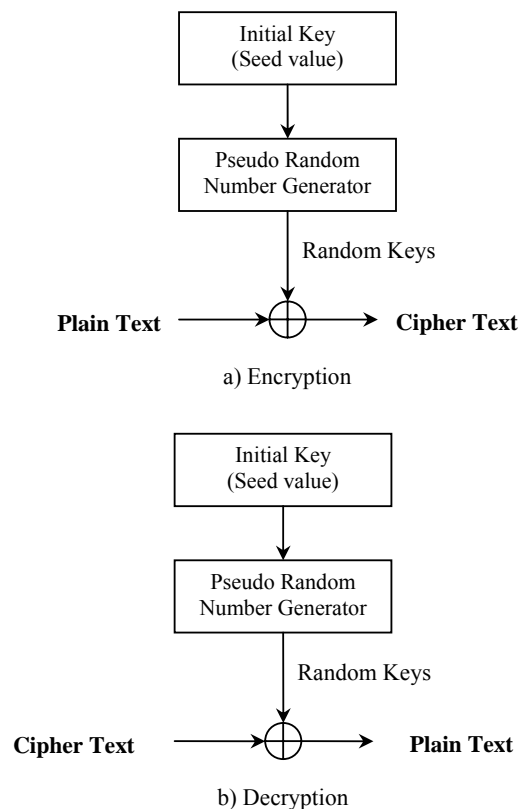 Initial Key
(Seed value)
Pseudo Random
Number Generator
Random Keys
Plain Text
Cipher Text
a) Encryption
Initial Key
(Seed value)
Pseudo Random
Number Generator
Random Keys
Cipher Text
Plain Text
b) Decryption